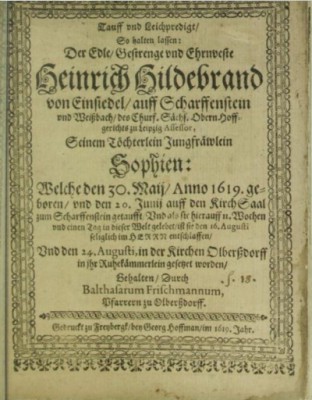 Tauff vnd Leichpredigt/
So halten lassen:
Der Edle/ Gestrenge vnd Ehrnveste
Heinrich Hildebrand
von Einsiedel/ auff Scharffenstein
vnd Weißbach/ des Churf. Sächs. Obern Hoff-
gerichts zu Leipzig Assessor,
Seinem Töchterlein Jungfräwlein
Sophien:
Welche den 30. Maij/ Anno 1619. ge-
boren/ vnd den 20. Junij auff den Kirch Saal
zum Scharffenstein getaufft. Vnd als sie hierauff 11. Wochen
vnd einen Tag in dieser Welt gelebet/ ist sie den 16. Augusti
seliglich im HERRN entschlaffen/
Vnd den 24. Augusti, in der Kirchen Olberßdorff
in jhr Ruhekämmerlein gesetzet worden/
Gehalten/ Durch
Balthasarum Frischmannum,
Pfarrern zu Olberßdorff.
Gedruckt zu Freybergk/ bey Georg Hoffman/ im 1619. Jahr.